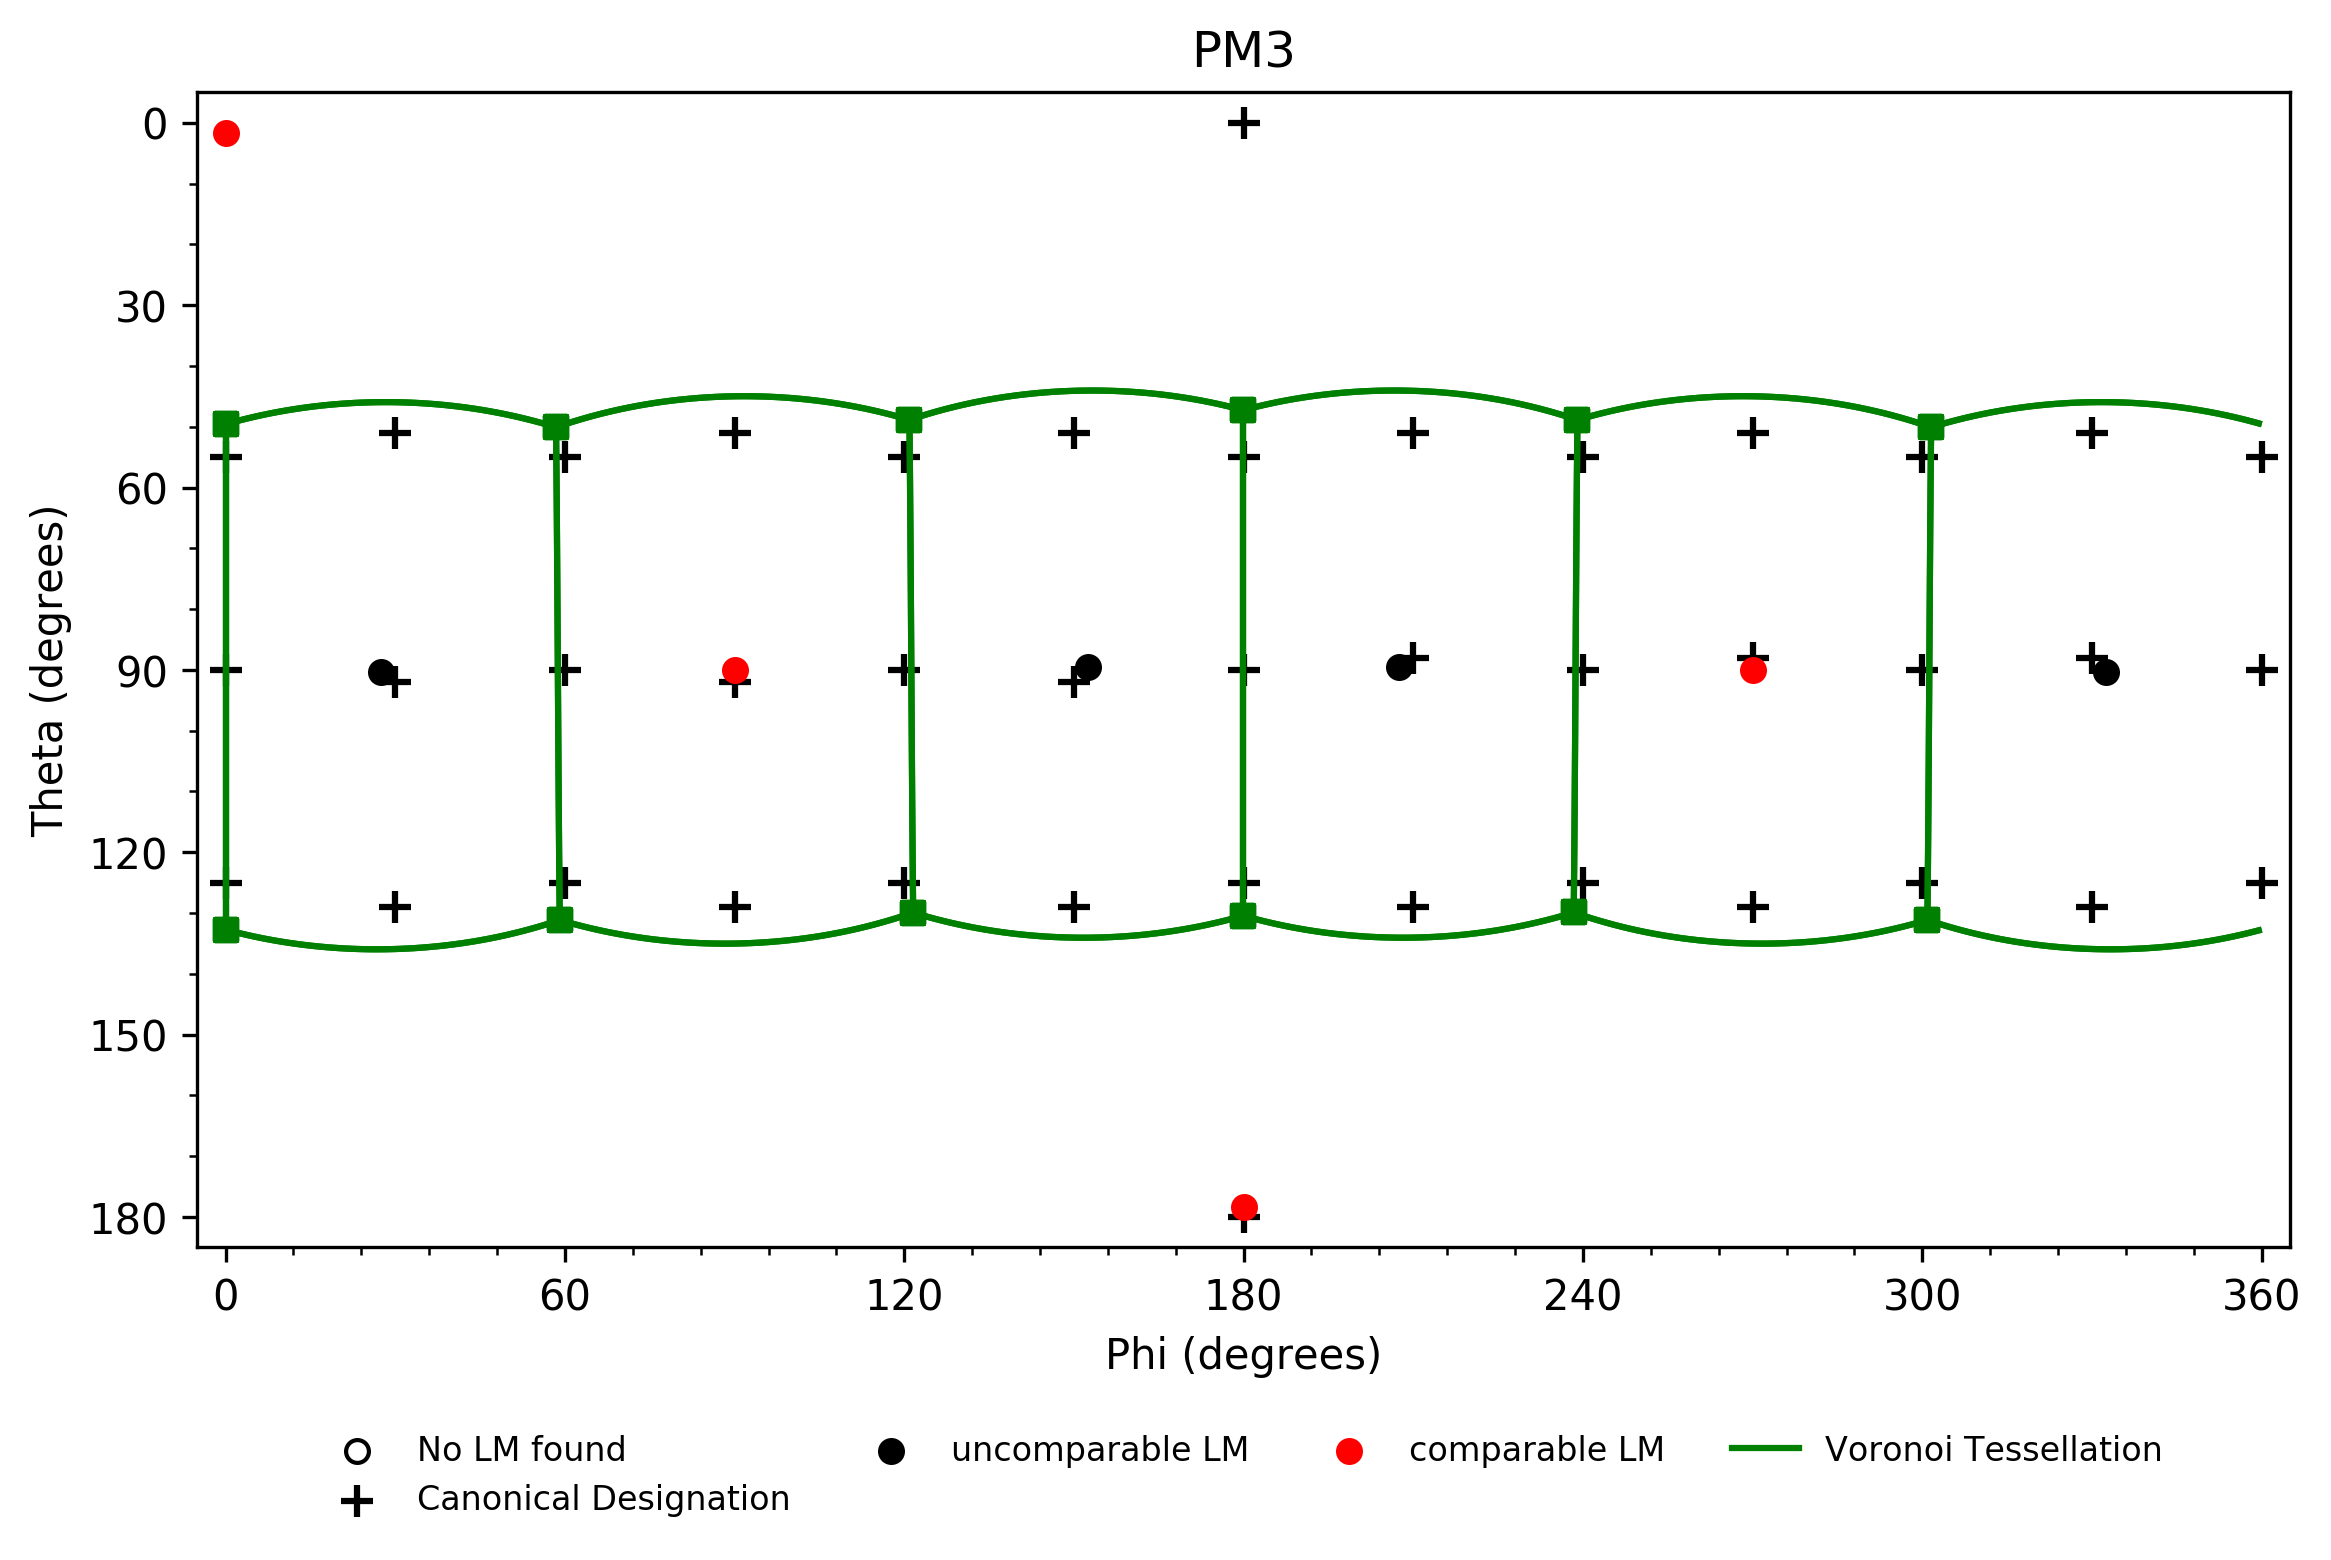 PM3
0
30
60
90
120
150
180
Theta (degrees)
0 60 120 180 240 300 360
Phi (degrees)
No LM found uncomparable LM comparable LM Voronoi Tessellation
Canonical Designation